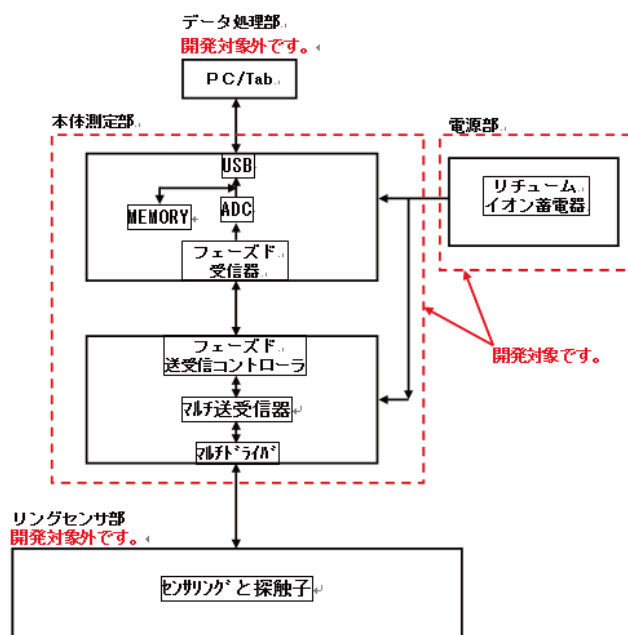 データ処理部
開発対象外です。
ＰＣ/Tab
本体測定部
電源部
USB
MEMORY
ADC
フェーズド
受信器
リチューム
イオン蓄電器
開発対象です。
フェーズド
送受信コントローラ
ﾏﾙﾁ送受信器
ﾏﾙﾁﾄﾞﾗｲﾊﾞ
リングセンサ部
開発対象外です。
ｾﾝｻﾘﾝｸﾞと探触子